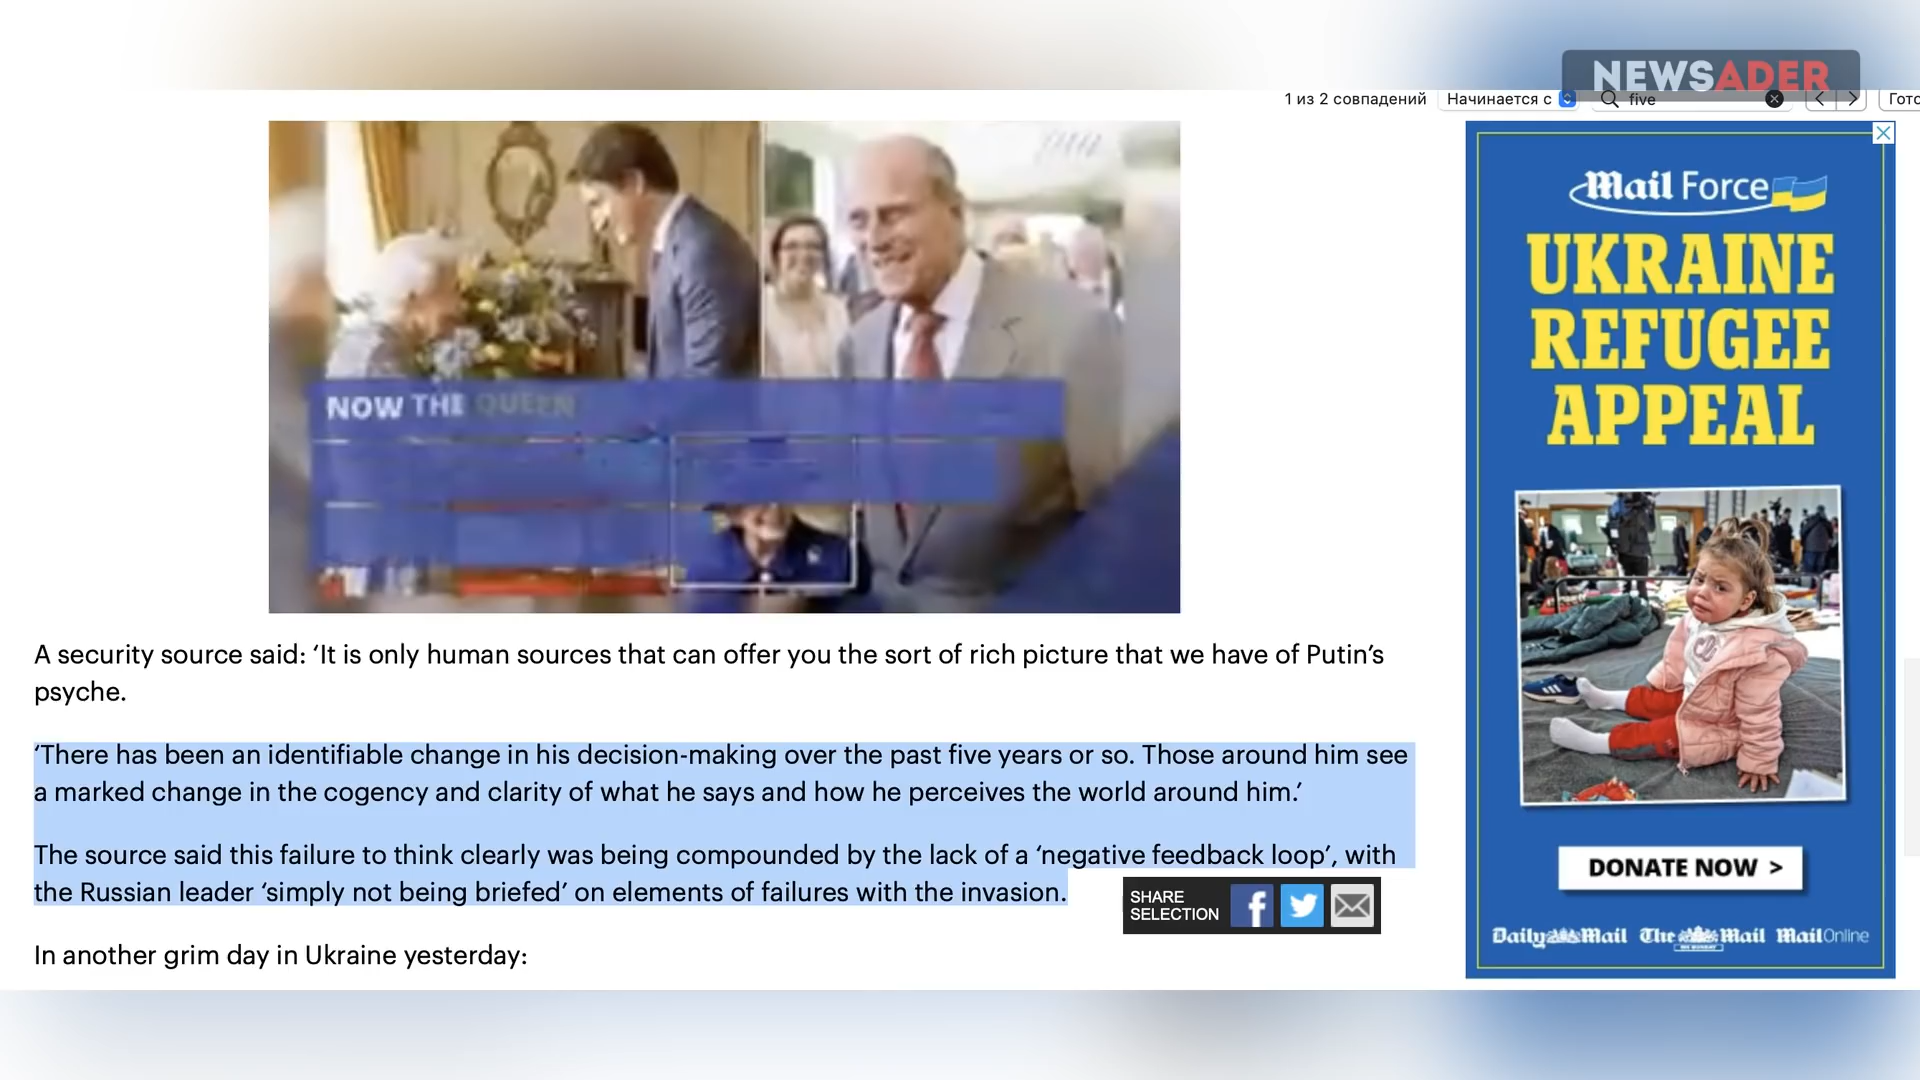 NEWSADER
1 из 2 совпадений
Начинается с
five
Гото
Mail Force
UKRAINE
REFUGEE
APPEAL
NOW THE QUEEN
A security source said: ‘It is only human sources that can offer you the sort of rich picture that we have of Putin’s
psyche.
‘There has been an identifiable change in his decision-making over the past five years or so. Those around him see
a marked change in the cogency and clarity of what he says and how he perceives the world around him.’
The source said this failure to think clearly was being compounded by the lack of a ‘negative feedback loop’, with
the Russian leader ‘simply not being briefed’ on elements of failures with the invasion.
SHARE
SELECTION
In another grim day in Ukraine yesterday:
DONATE NOW >
Daily Mail The Mail MailOnline